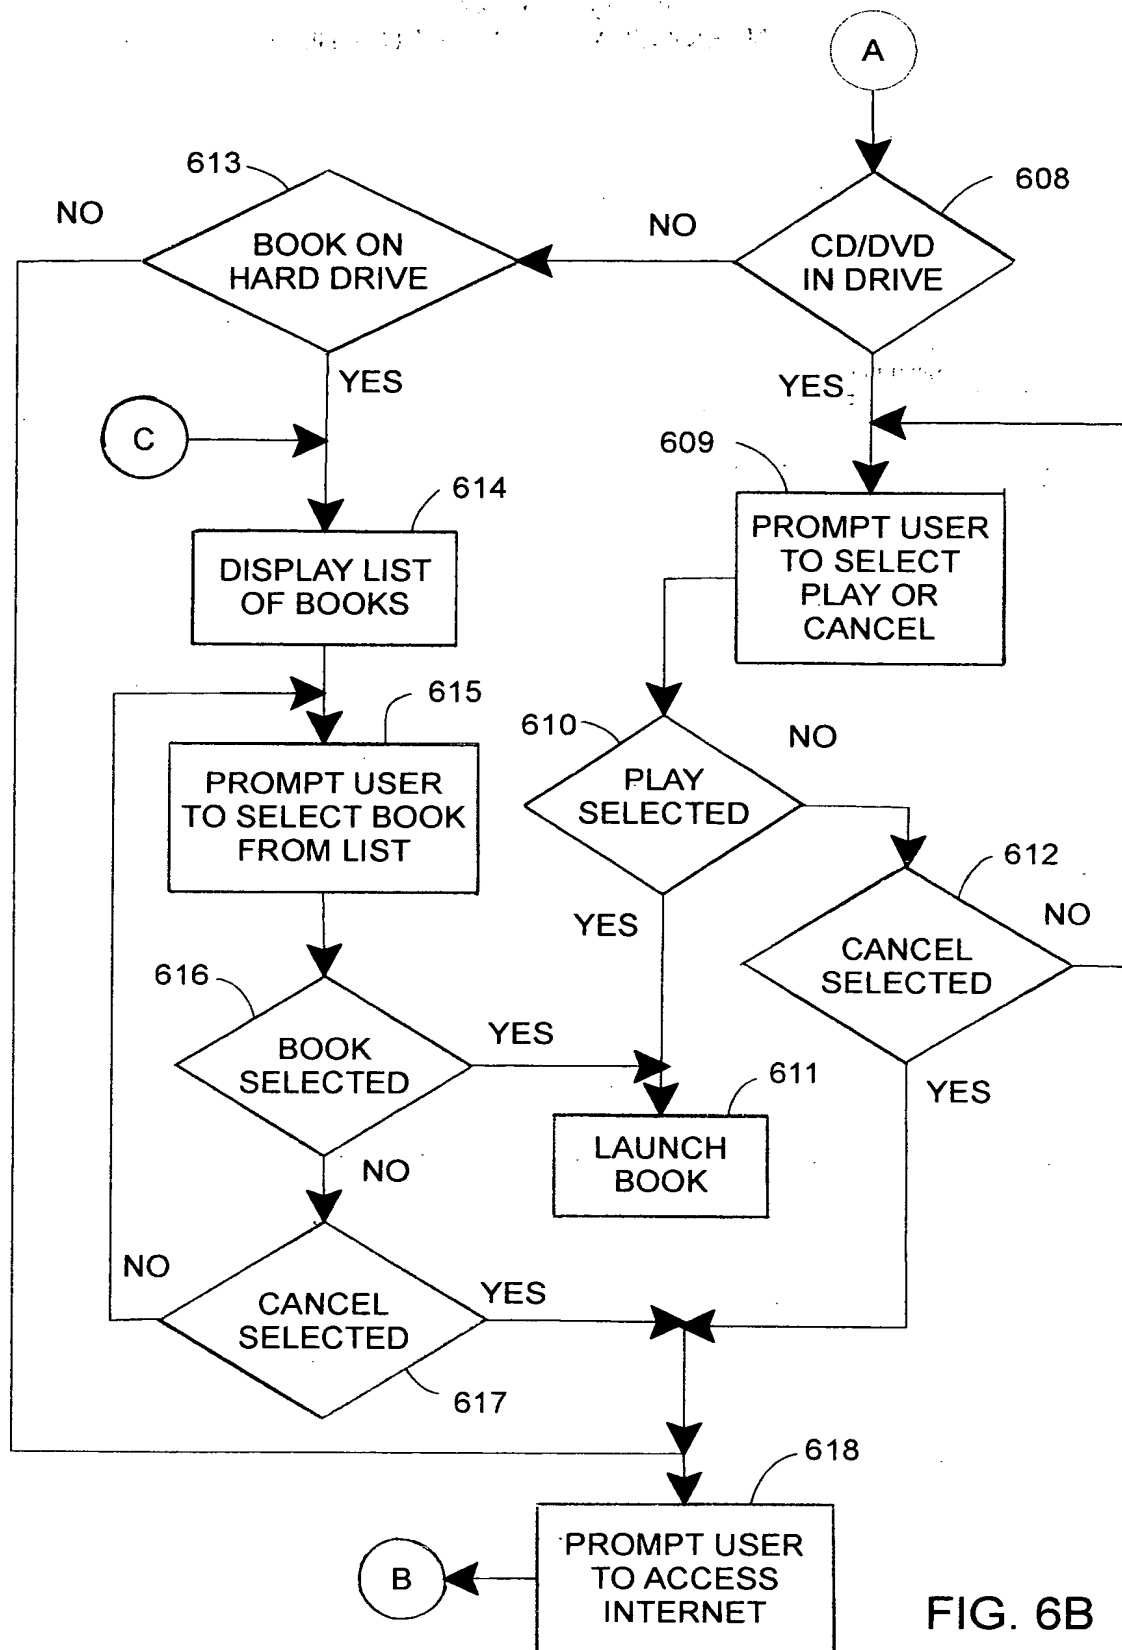 A
613
608
NO
NO
BOOK ON
HARD DRIVE
CD/DVD
IN DRIVE
YES
YES
C
609
614
PROMPT USER
TO SELECT
PLAY OR
CANCEL
DISPLAY LIST
OF BOOKS
615
610
NO
PROMPT USER
TO SELECT BOOK
FROM LIST
PLAY
SELECTED
612
NO
YES
CANCEL
SELECTED
616
YES
BOOK
SELECTED
611
YES
NO
LAUNCH
BOOK
NO
YES
CANCEL
SELECTED
617
618
PROMPT USER
TO ACCESS
INTERNET
B
FIG. 6B